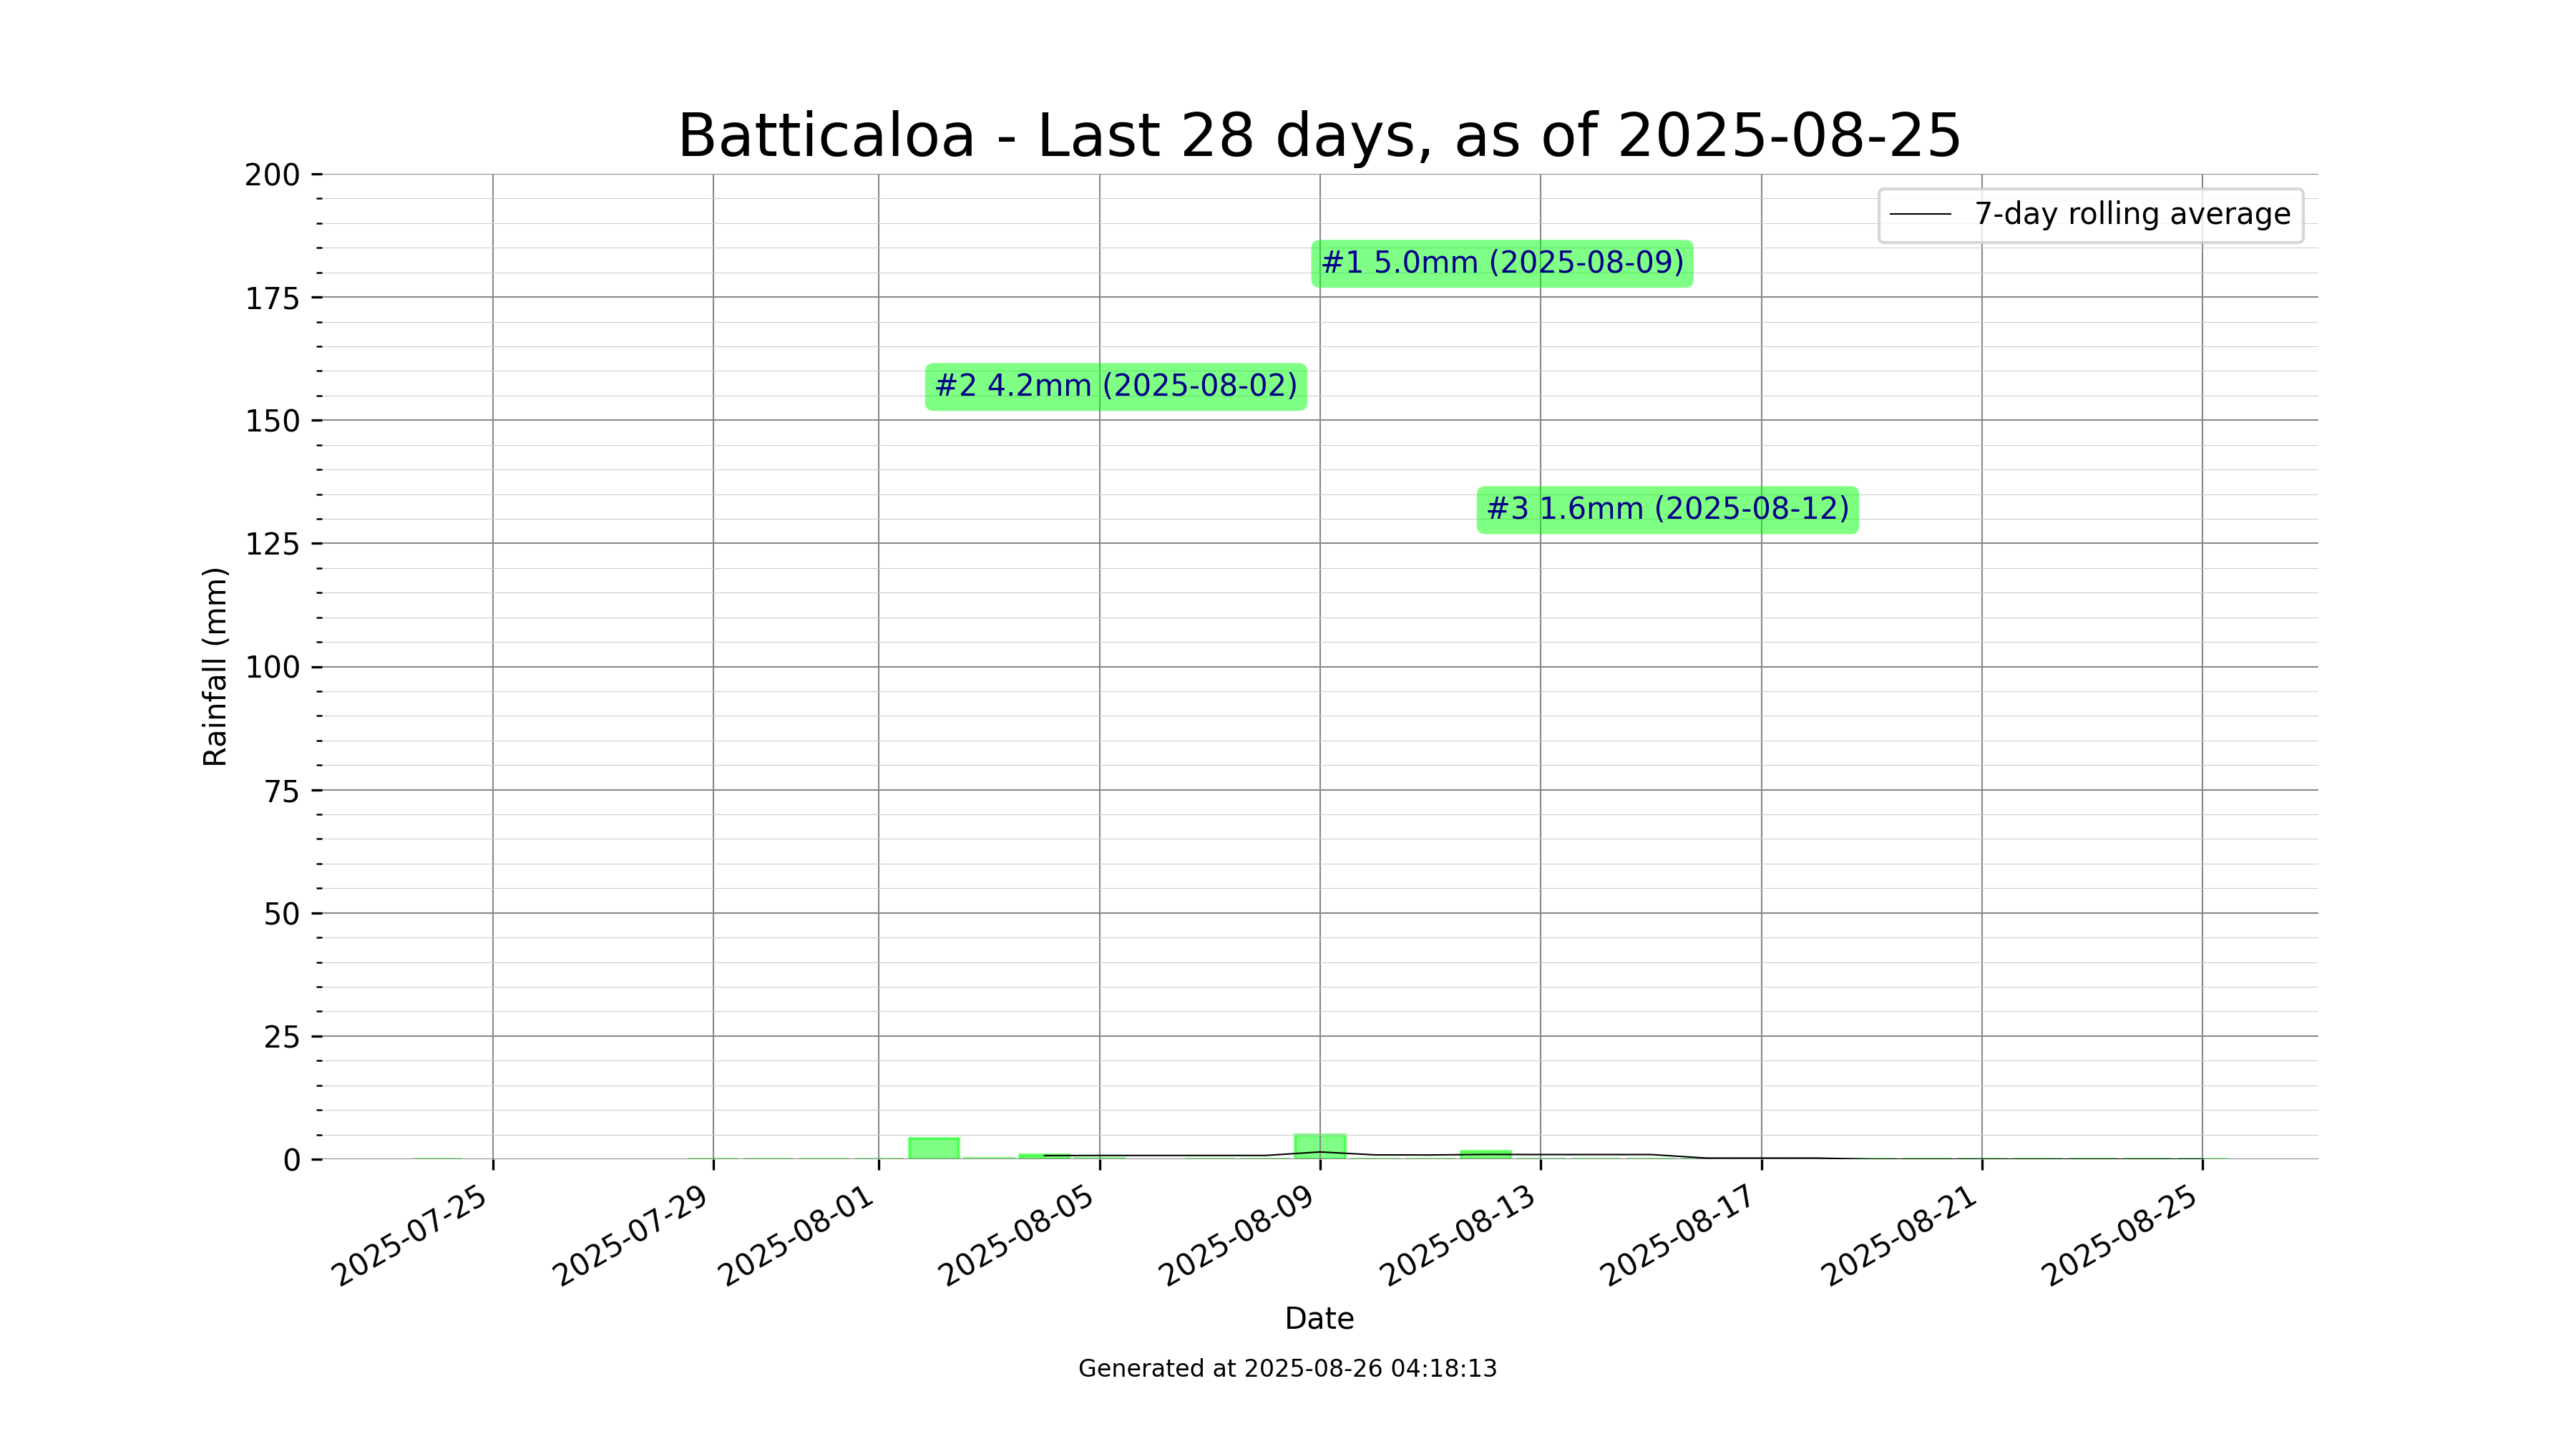 Batticaloa - Last 28 days, as of 2025-08-25
200
175
150
125
100
75
50
25
0
Rainfall (mm)
7-day rolling average
#1 5.0mm (2025-08-09)
#2 4.2mm (2025-08-02)
#3 1.6mm (2025-08-12)
2025-07-25
2025-07-29
2025-08-01
2025-08-05
2025-08-09
2025-08-13
2025-08-17
2025-08-21
2025-08-25
Date
Generated at 2025-08-26 04:18:13